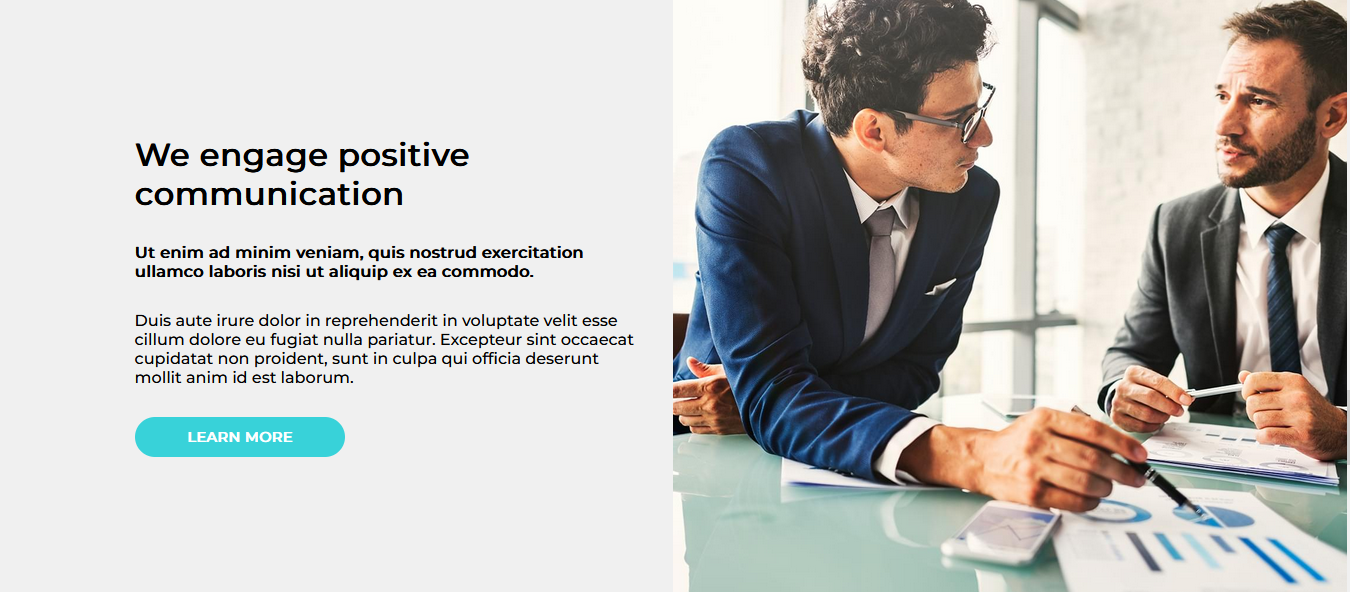 We engage positive
communication
Ut enim ad minim veniam, quis nostrud exercitation
ullamco laboris nisi ut aliquip ex ea commodo.
Duis aute irure dolor in reprehenderit in voluptate velit esse
cillum dolore eu fugiat nulla pariatur. Excepteur sint occaecat
cupidatat non proident, sunt in culpa qui officia deserunt
mollit anim id est laborum.
LEARN MORE